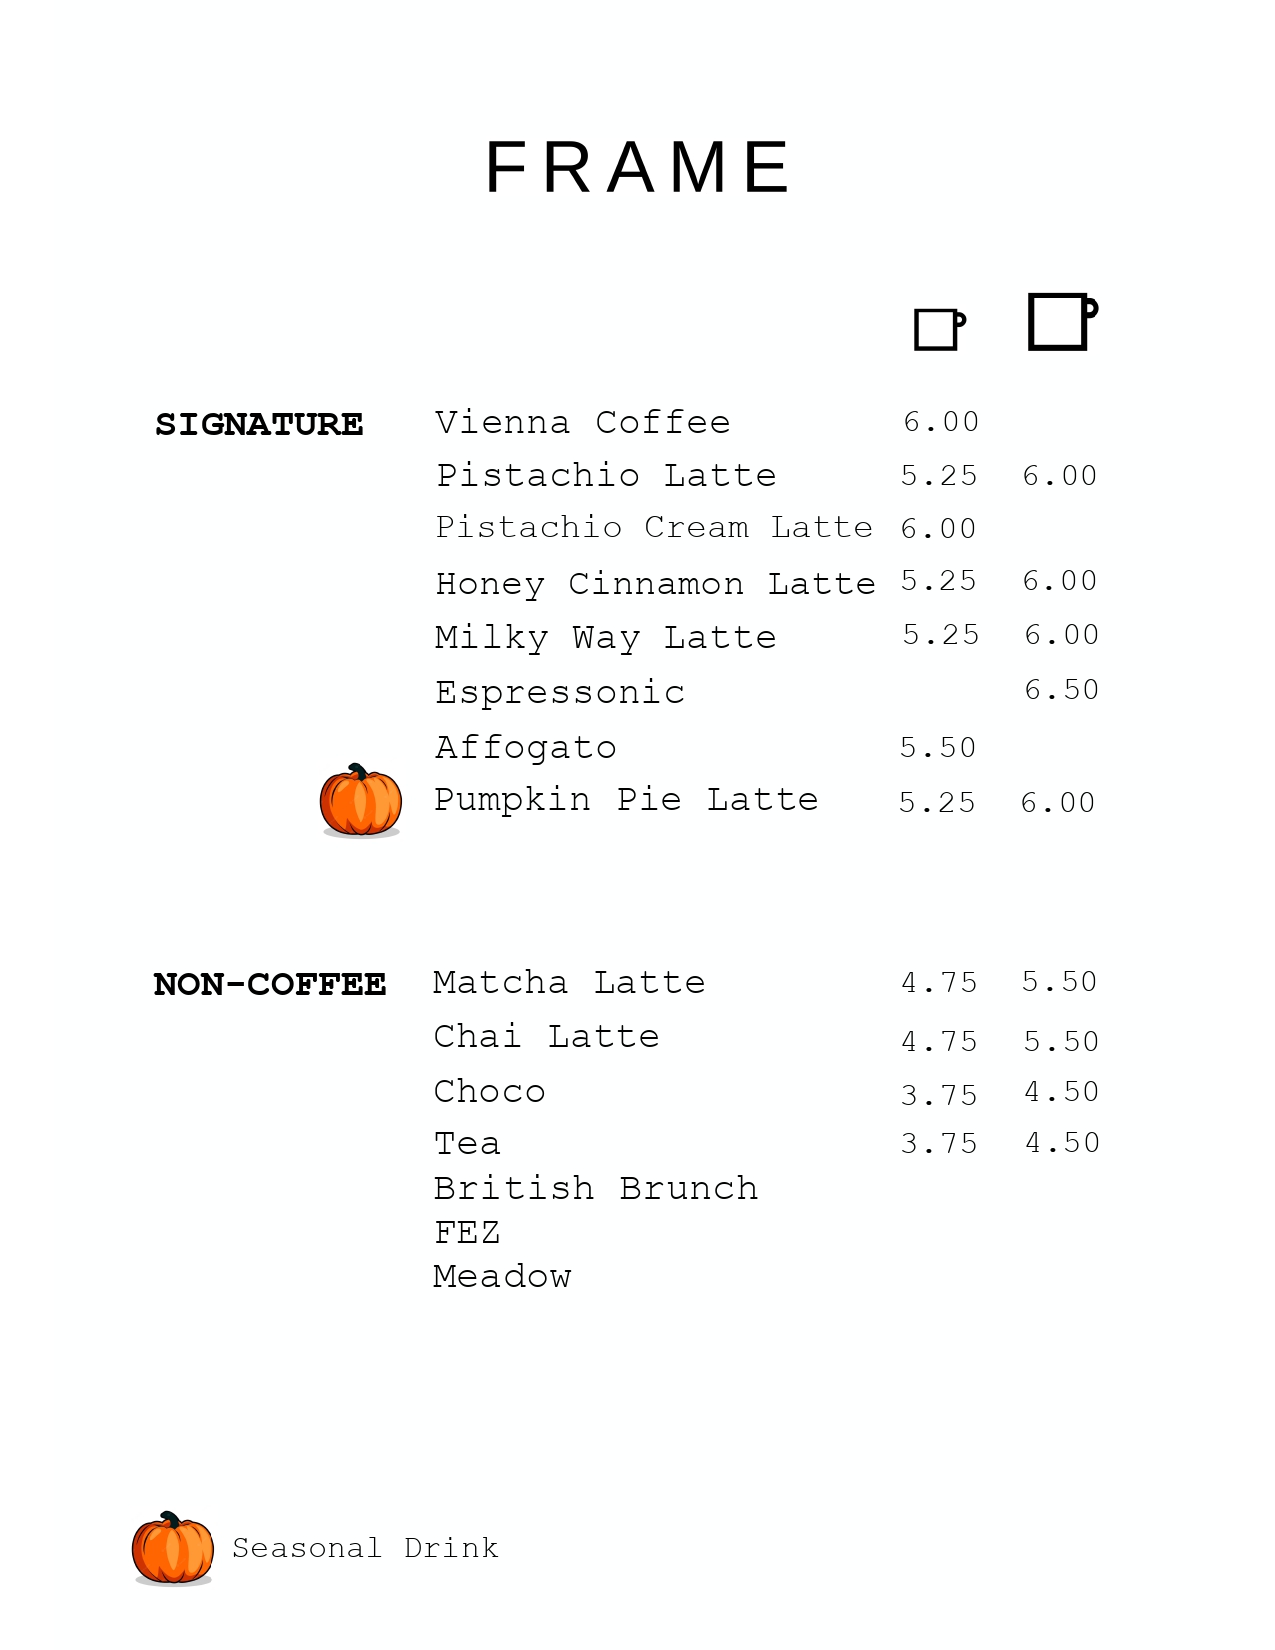 FRAME
SIGNATURE Vienna Coffee 6.00
Pistachio Latte 5.25 6.00
Pistachio Cream Latte 6.00
Honey Cinnamon Latte 5.25 6.00
Milky Way Latte 5.25 6.00
Espressonic 6.50
Affogato 5.50
Pumpkin Pie Latte 5.25 6.00
NON-COFFEE Matcha Latte 4.75 5.50
Chai Latte 4.75 5.50
Choco 3.75 4.50
Tea 3.75 4.50
British Brunch
FEZ
Meadow
Seasonal Drink